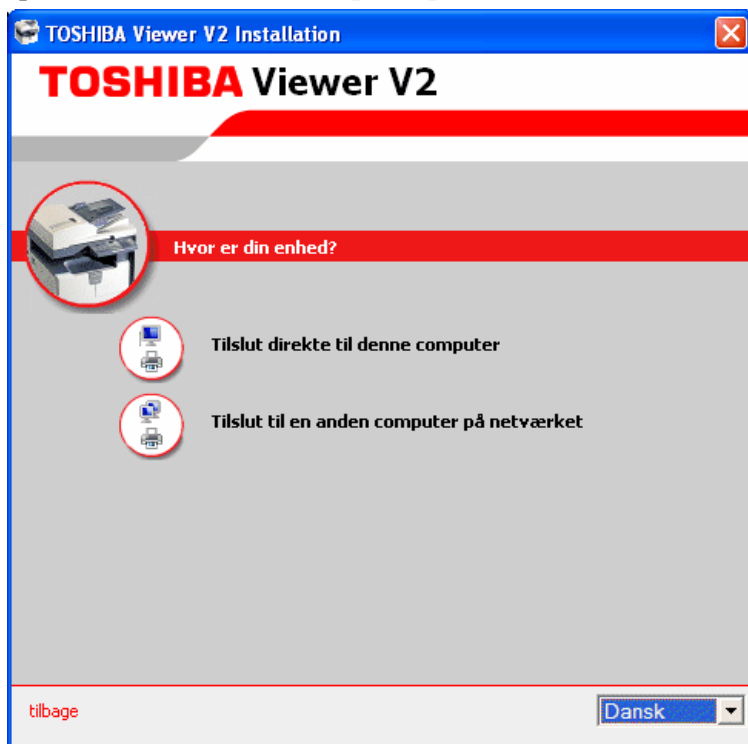 TOSHIBA Viewer V2 Installation
TOSHIBA Viewer V2
Hvor er din enhed?
Tilslut direkte til denne computer
Tilslut til en anden computer på netværket
tilbage
Dansk